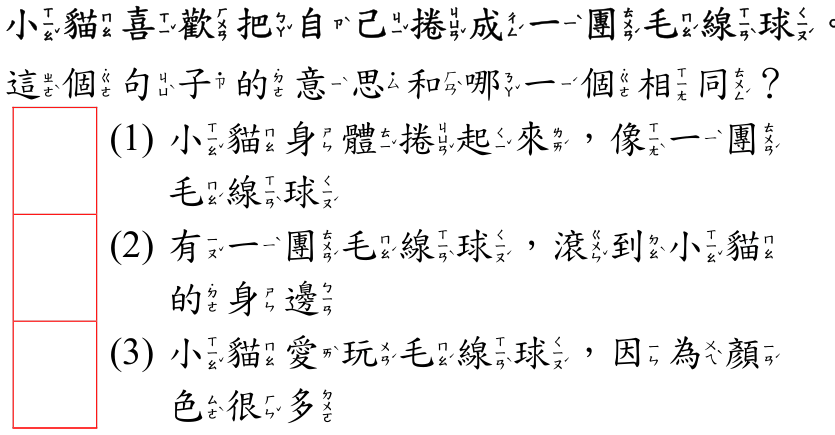 小貓喜歡把自己捲成一團毛線球。
這個句子的意思和哪一個相同？
(1) 小貓身體捲起來，像一團
毛線球
(2) 有一團毛線球，滾到小貓
的身邊
(3) 小貓愛玩毛線球，因為顏
色很多